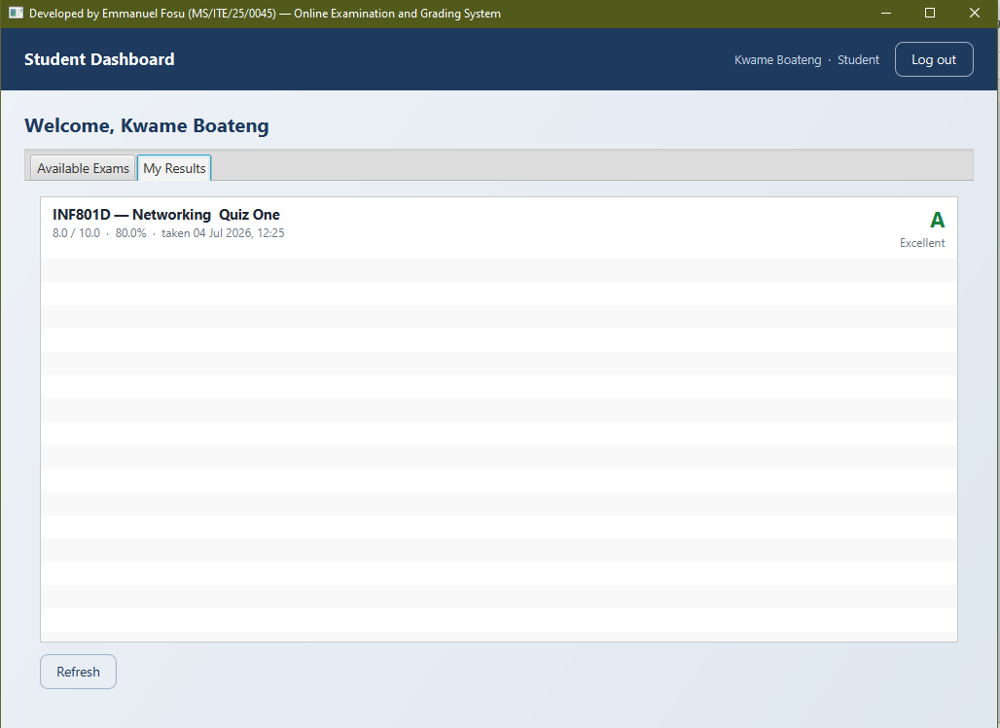 Developed by Emmanuel Fosu (MS/ITE/25/0045) — Online Examination and Grading System
Student Dashboard
Kwame Boateng · Student
Log out
Welcome, Kwame Boateng
Available Exams
My Results
INF801D — Networking  Quiz One
8.0 / 10.0 · 80.0% · taken 04 Jul 2026, 12:25
A
Excellent
Refresh